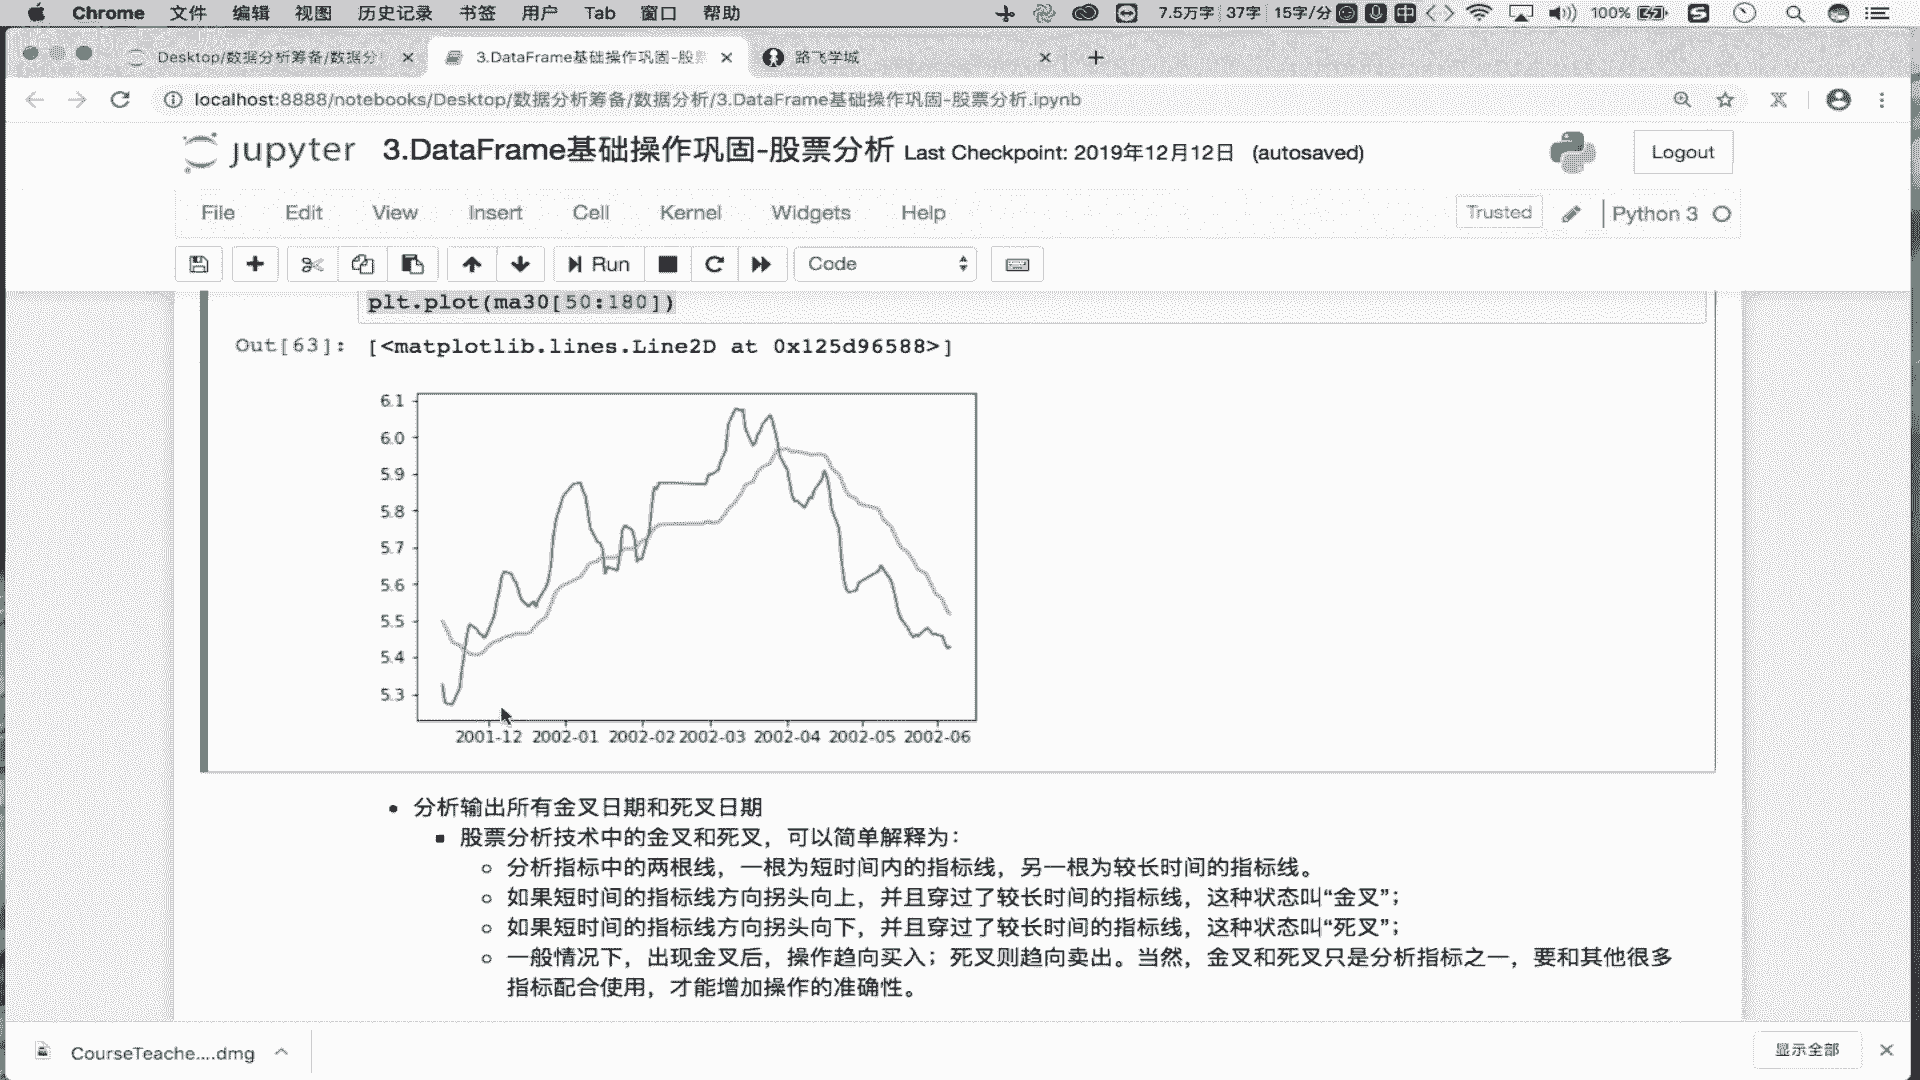 Chrome 文件 编辑 视图 历史记录 书签 用户 Tab 窗口 帮助 7.5万字 37字 15字/分 中 100%
Desktop/数据分析筹备/数据分 3.DataFrame基础操作巩固-股 路飞学城
localhost:8888/notebooks/Desktop/数据分析筹备/数据分析/3.DataFrame基础操作巩固-股票分析.ipynb
jupyter 3.DataFrame基础操作巩固-股票分析 Last Checkpoint: 2019年12月12日 (autosaved) Logout
File Edit View Insert Cell Kernel Widgets Help Trusted Python 3
Run Code
plt.plot(ma30[50:180])
Out[63]: [<matplotlib.lines.Line2D at 0x125d96588>]
6.1
6.0
5.9
5.8
5.7
5.6
5.5
5.4
5.3
2001-12 2002-01 2002-02 2002-03 2002-04 2002-05 2002-06
• 分析输出所有金叉日期和死叉日期
▪ 股票分析技术中的金叉和死叉，可以简单解释为：
○ 分析指标中的两根线，一根为短时间内的指标线，另一根为较长时间的指标线。
○ 如果短时间的指标线方向拐头向上，并且穿过了较长时间的指标线，这种状态叫“金叉”；
○ 如果短时间的指标线方向拐头向下，并且穿过了较长时间的指标线，这种状态叫“死叉”；
○ 一般情况下，出现金叉后，操作趋向买入；死叉则趋向卖出。当然，金叉和死叉只是分析指标之一，要和其他很多
指标配合使用，才能增加操作的准确性。
CourseTeache....dmg 显示全部